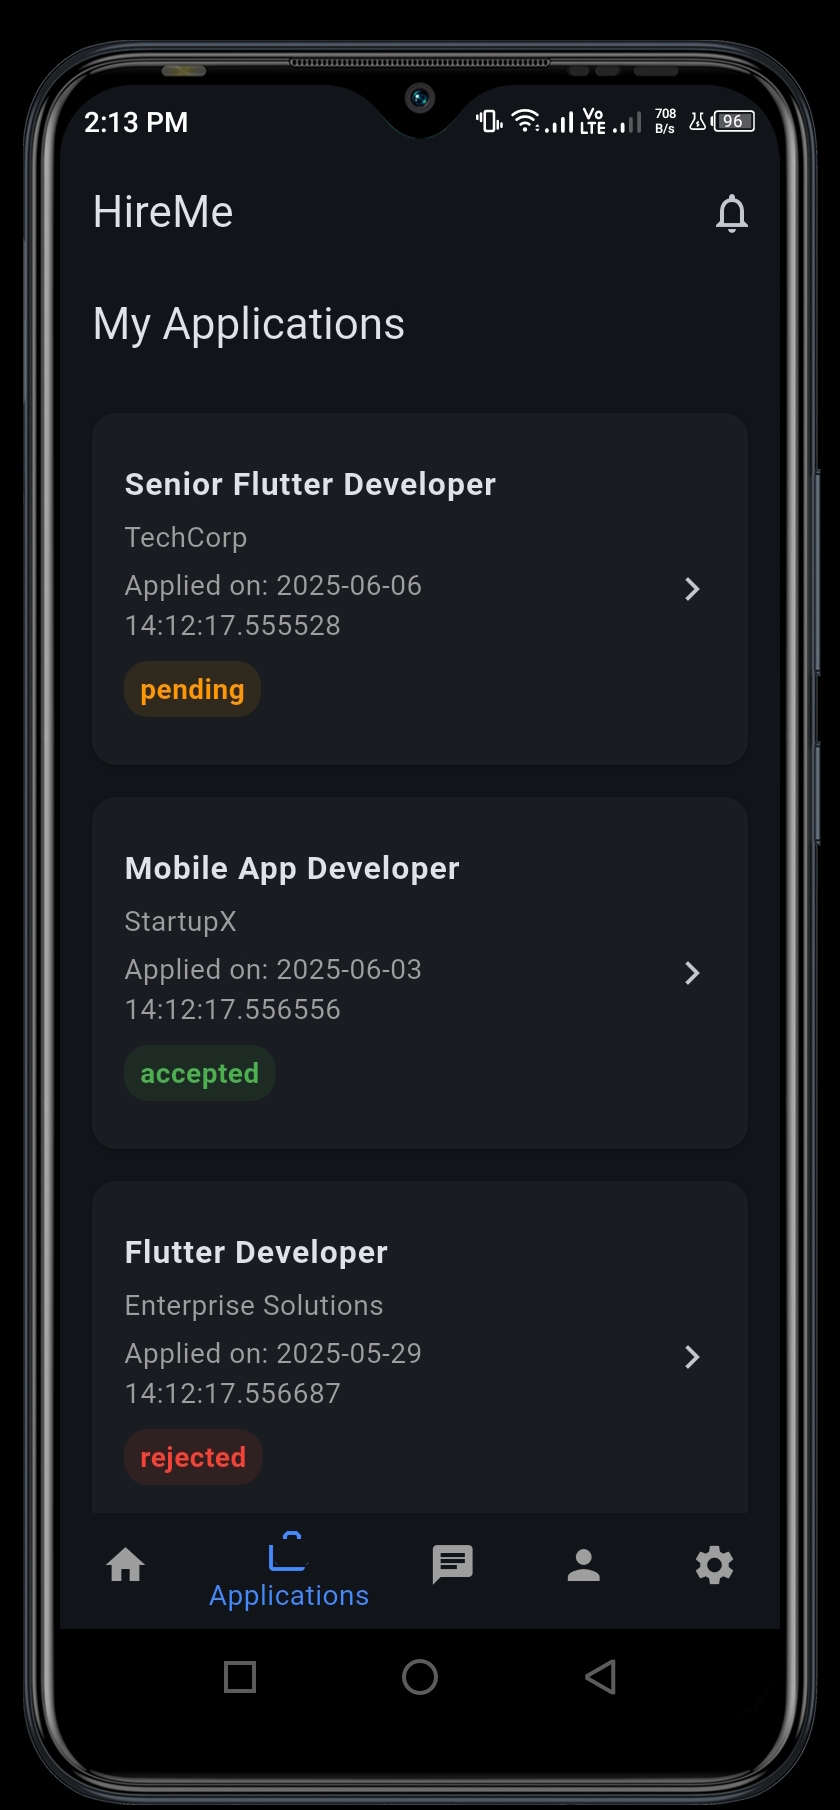 2:13 PM
Vo
LTE
708
B/s
96
HireMe
My Applications
Senior Flutter Developer
TechCorp
Applied on: 2025-06-06
14:12:17.555528
pending
Mobile App Developer
StartupX
Applied on: 2025-06-03
14:12:17.556556
accepted
Flutter Developer
Enterprise Solutions
Applied on: 2025-05-29
14:12:17.556687
rejected
Applications